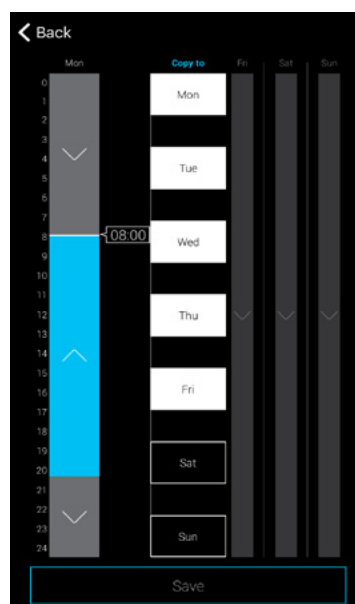 Back
Mon Copy to Fri Sat Sun
0
1
2
3
4
5
6
7
8 08:00
9
10
11
12
13
14
15
16
17
18
19
20
21
22
23
24
Mon
Tue
Wed
Thu
Fri
Sat
Sun
Save